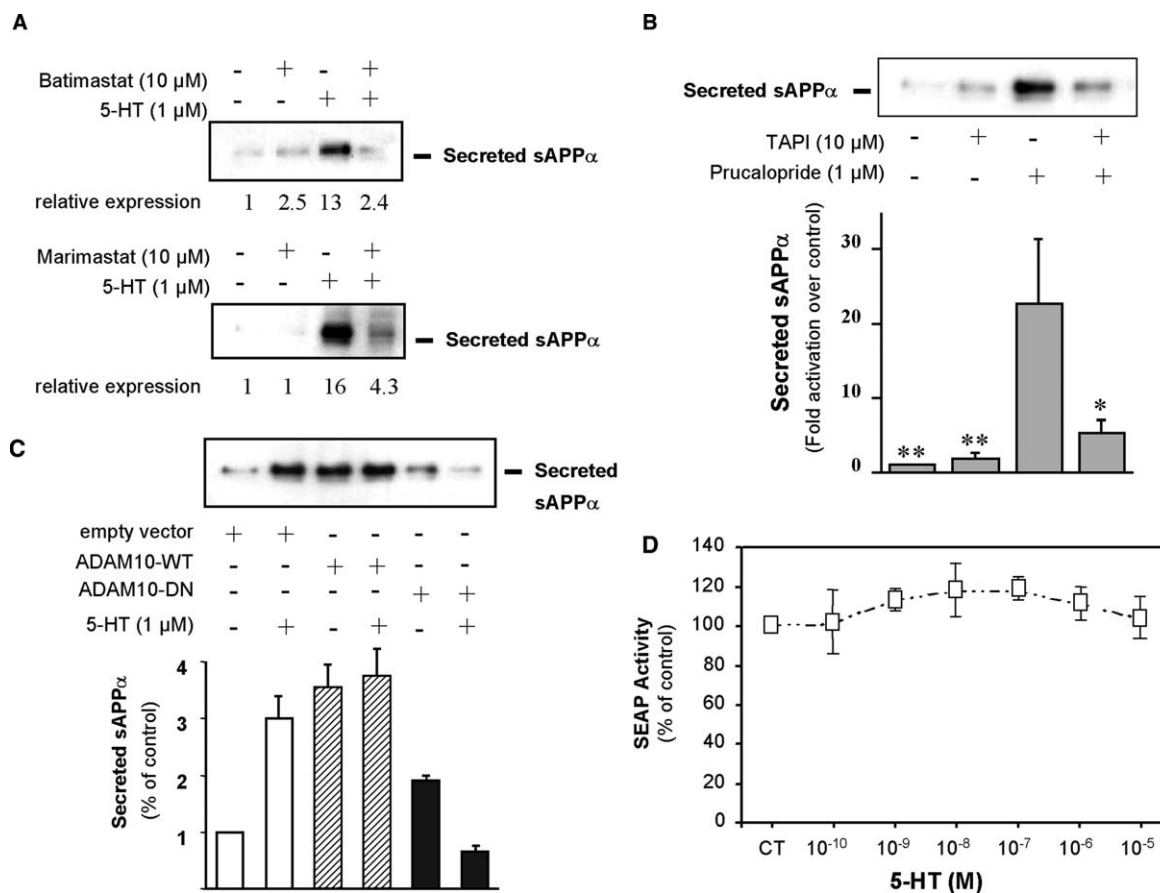 A
Batimastat (10 µM) - + - +
5-HT (1 µM) - - + +
Secreted sAPPα
relative expression 1 2.5 13 2.4
Marimastat (10 µM) - + - +
5-HT (1 µM) - - + +
Secreted sAPPα
relative expression 1 1 16 4.3
B
Secreted sAPPα
TAPI (10 µM) - + - +
Prucalopride (1 µM) - - + +
Secreted sAPPα
(Fold activation over control)
30
20
10
0
** ** *
C
Secreted
sAPPα
empty vector + + - - - -
ADAM10-WT - - + + - -
ADAM10-DN - - - - + +
5-HT (1 µM) - + - + - +
Secreted sAPPα
(% of control)
4
3
2
1
D
SEAP Activity
(% of control)
140
120
100
80
60
40
20
0
CT 10⁻¹⁰ 10⁻⁹ 10⁻⁸ 10⁻⁷ 10⁻⁶ 10⁻⁵
5-HT (M)